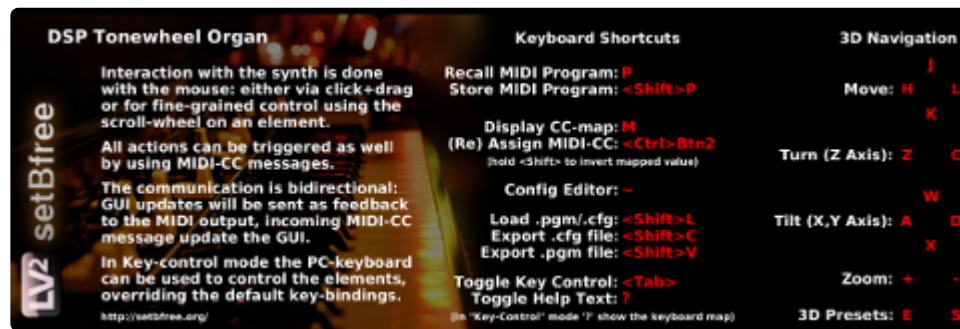 DSP Tonewheel Organ
Interaction with the synth is done
with the mouse: either via click+drag
or for fine-grained control using the
scroll-wheel on an element.
All actions can be triggered as well
by using MIDI-CC messages.
The communication is bidirectional:
GUI updates will be sent as feedback
to the MIDI output, incoming MIDI-CC
message update the GUI.
In Key-control mode the PC-keyboard
can be used to control the elements,
overriding the default key-bindings.
http://setbfree.org/
LV2 setBfree
Keyboard Shortcuts
Recall MIDI Program: P
Store MIDI Program: <Shift>P
Display CC-map: M
(Re) Assign MIDI-CC: <Ctrl>Btn2
(hold <Shift> to invert mapped value)
Config Editor: ~
Load .pgm/.cfg: <Shift>L
Export .cfg file: <Shift>C
Export .pgm file: <Shift>V
Toggle Key Control: <Tab>
Toggle Help Text: ?
(in "Key-Control" mode '?' show the keyboard map)
3D Navigation
J
Move: H L
K
Turn (Z Axis): Z C
W
Tilt (X,Y Axis): A D
X
Zoom: + -
3D Presets: E S